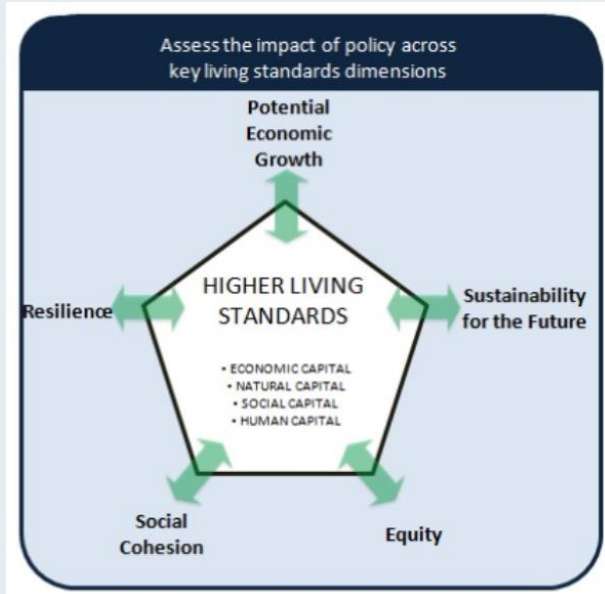 Assess the impact of policy across
key living standards dimensions
Potential
Economic
Growth
Resilience
HIGHER LIVING
STANDARDS
Sustainability
for the Future
• ECONOMIC CAPITAL
• NATURAL CAPITAL
• SOCIAL CAPITAL
• HUMAN CAPITAL
Social
Cohesion
Equity